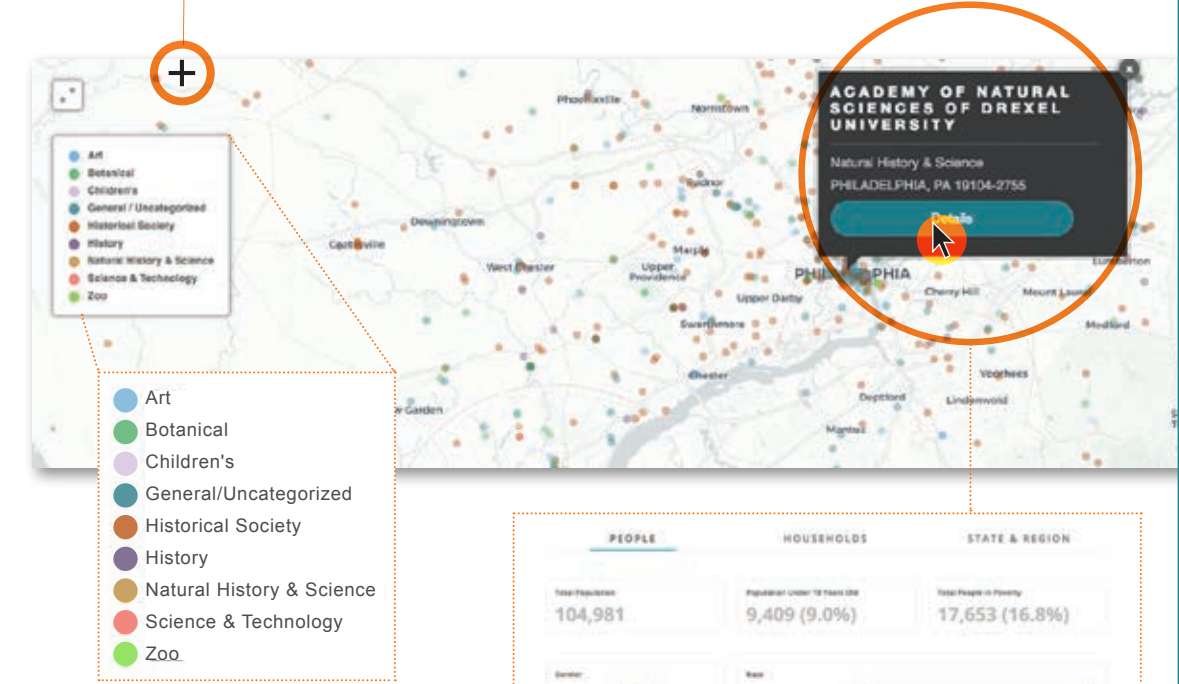 Phoenixville
Norristown
ACADEMY OF NATURAL
SCIENCES OF DREXEL
UNIVERSITY
Natural History & Science
PHILADELPHIA, PA 19104-2755
Details
Art
Botanical
Children's
General / Uncategorized
Historical Society
History
Natural History & Science
Science & Technology
Zoo
Radnor
Downingtown
Coatesville
West Chester
Marple
Upper
Providence
PHILADELPHIA
Lumberton
Upper Darby
Cherry Hill
Mount Laurel
Swarthmore
Medford
Chester
Voorhees
Deptford
Lindenwold
Garden
Mantua
Art
Botanical
Children's
General/Uncategorized
Historical Society
History
Natural History & Science
Science & Technology
Zoo
PEOPLE
HOUSEHOLDS
STATE & REGION
Total Population
104,981
Population Under 18 Years Old
9,409 (9.0%)
Total People in Poverty
17,653 (16.8%)
Gender
Race